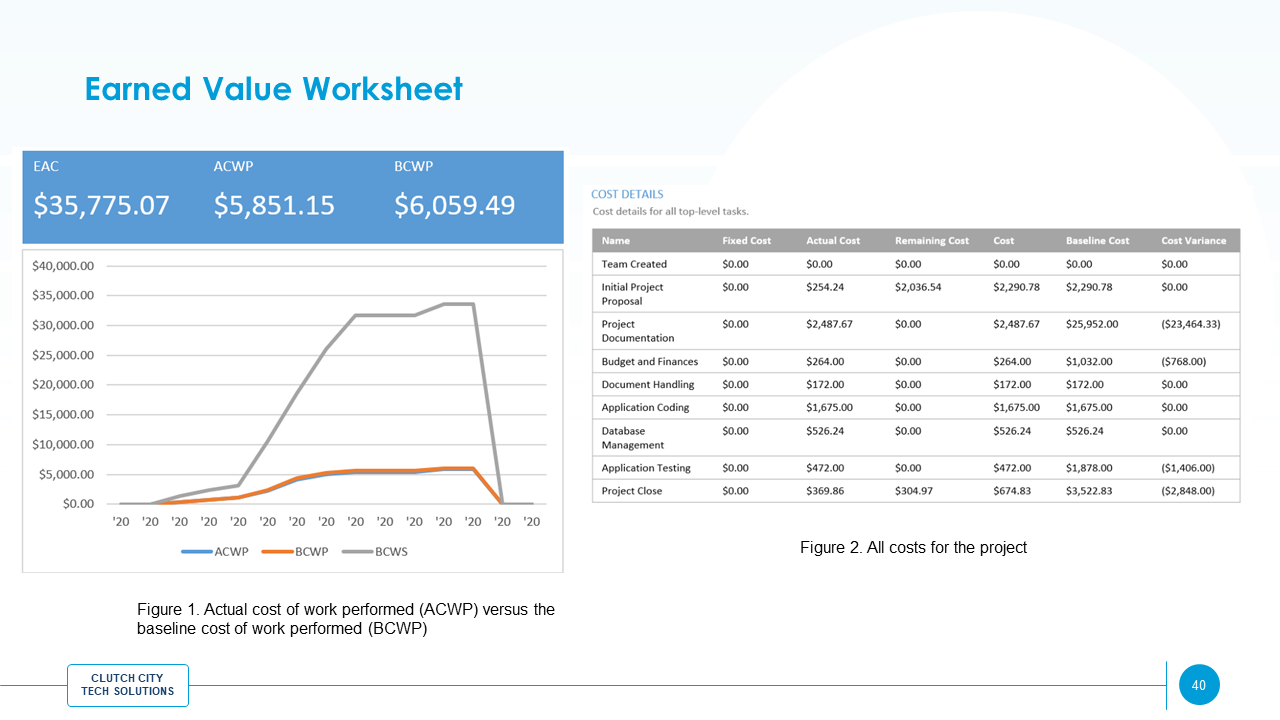 Earned Value Worksheet
EAC ACWP BCWP
$35,775.07 $5,851.15 $6,059.49
$40,000.00
$35,000.00
$30,000.00
$25,000.00
$20,000.00
$15,000.00
$10,000.00
$5,000.00
$0.00
'20 '20 '20 '20 '20 '20 '20 '20 '20 '20 '20 '20 '20 '20 '20
ACWP BCWP BCWS
Figure 1. Actual cost of work performed (ACWP) versus the
baseline cost of work performed (BCWP)
COST DETAILS
Cost details for all top-level tasks.
Name Fixed Cost Actual Cost Remaining Cost Cost Baseline Cost Cost Variance
Team Created $0.00 $0.00 $0.00 $0.00 $0.00 $0.00
Initial Project $0.00 $254.24 $2,036.54 $2,290.78 $2,290.78 $0.00
Proposal
Project $0.00 $2,487.67 $0.00 $2,487.67 $25,952.00 ($23,464.33)
Documentation
Budget and Finances $0.00 $264.00 $0.00 $264.00 $1,032.00 ($768.00)
Document Handling $0.00 $172.00 $0.00 $172.00 $172.00 $0.00
Application Coding $0.00 $1,675.00 $0.00 $1,675.00 $1,675.00 $0.00
Database $0.00 $526.24 $0.00 $526.24 $526.24 $0.00
Management
Application Testing $0.00 $472.00 $0.00 $472.00 $1,878.00 ($1,406.00)
Project Close $0.00 $369.86 $304.97 $674.83 $3,522.83 ($2,848.00)
Figure 2. All costs for the project
CLUTCH CITY
TECH SOLUTIONS
40